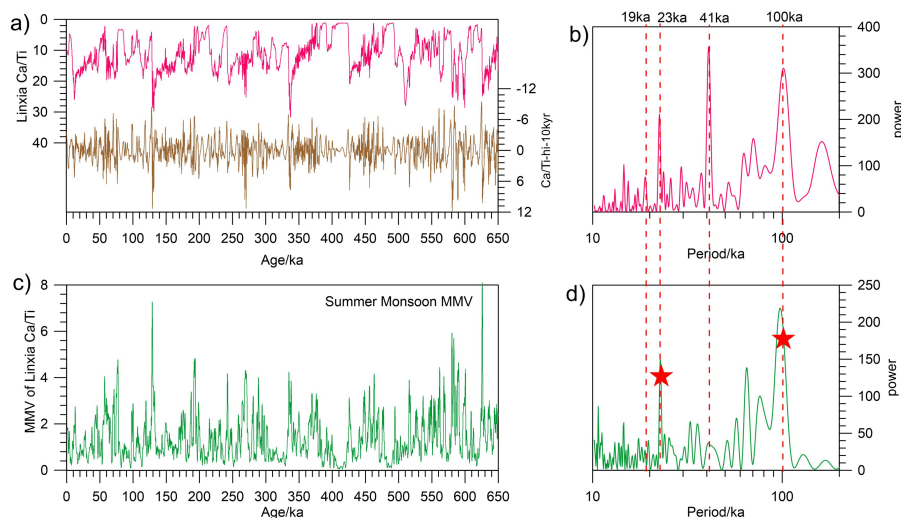 a)
0
10
20
30
40
Linxia Ca/Ti
-12
-6
0
6
12
Ca/Ti-hi-10kyr
0 50 100 150 200 250 300 350 400 450 500 550 600 650
Age/ka
19ka 23ka 41ka 100ka
b)
400
300
200
100
0
power
10 100
Period/ka
c)
8
6
4
2
0
MMV of Linxia Ca/Ti
Summer Monsoon MMV
0 50 100 150 200 250 300 350 400 450 500 550 600 650
Age/ka
d)
250
200
150
100
50
0
power
10 100
Period/ka